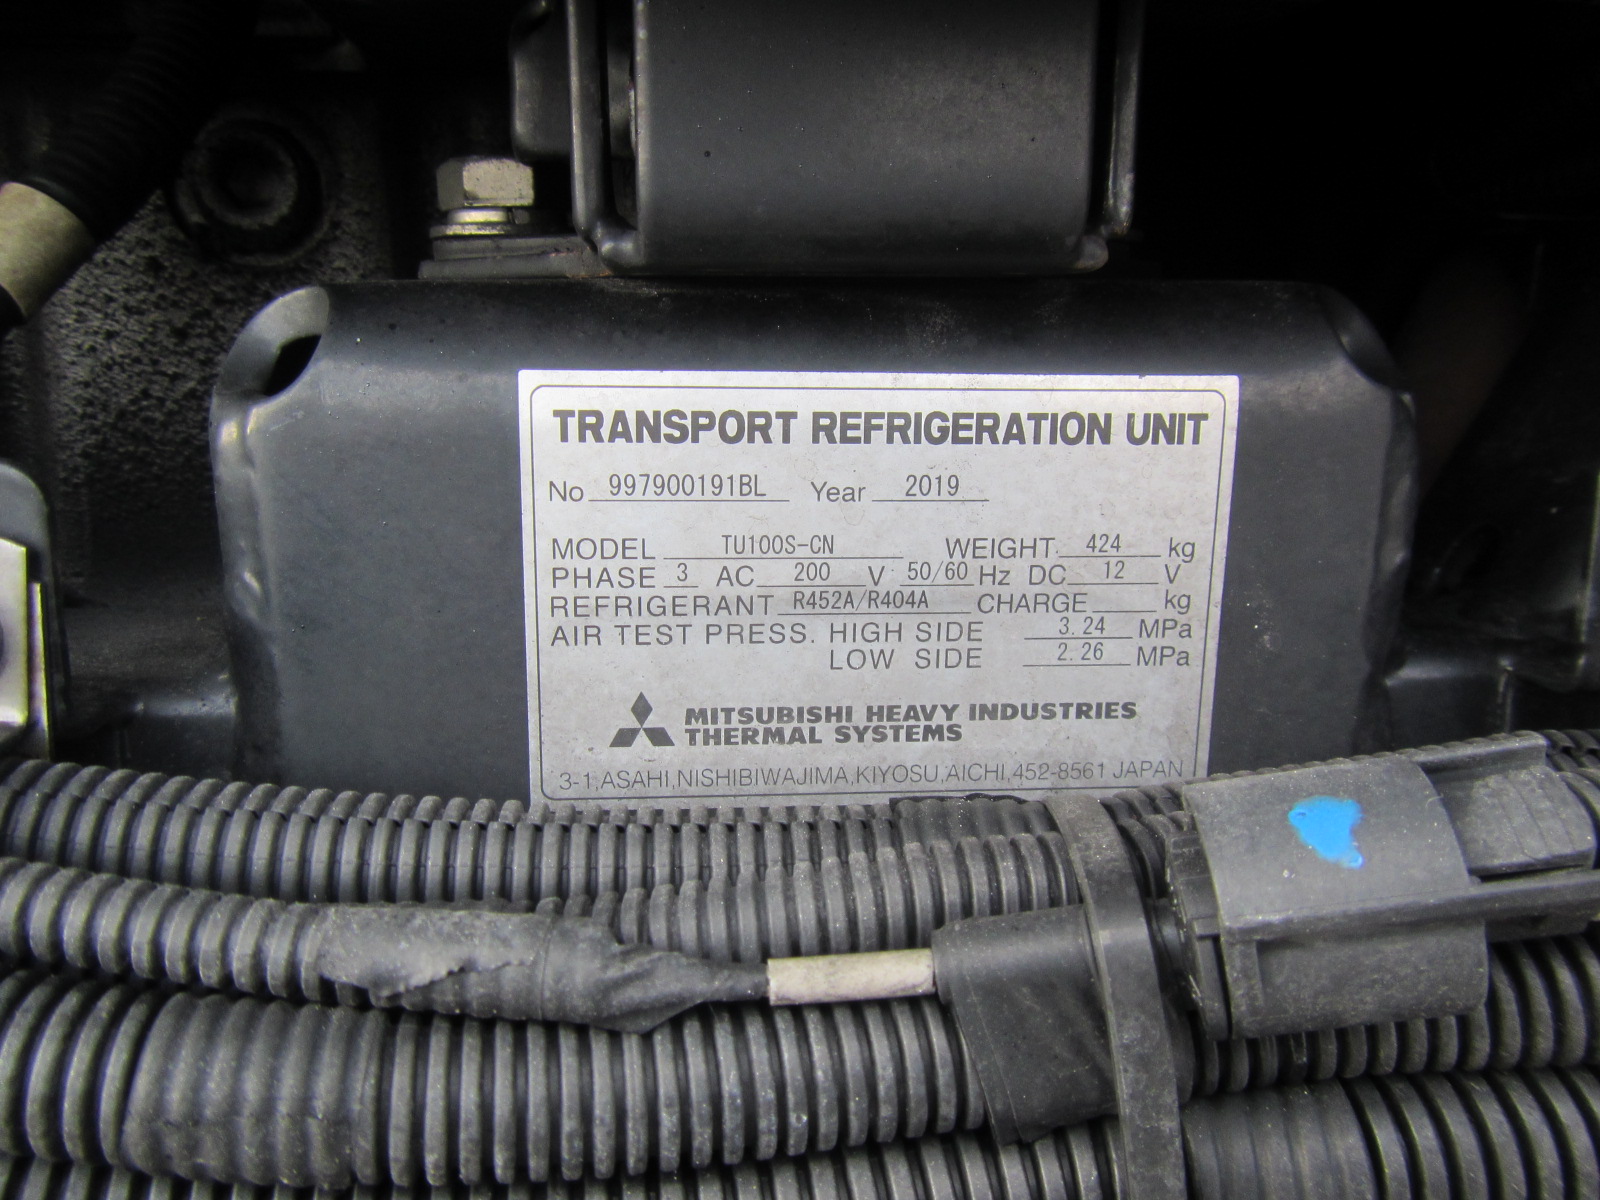 TRANSPORT REFRIGERATION UNIT
No 997900191BL Year 2019
MODEL TU100S-CN WEIGHT 424 kg
PHASE 3 AC 200 V 50/60 Hz DC 12 V
REFRIGERANT R452A/R404A CHARGE kg
AIR TEST PRESS. HIGH SIDE 3.24 MPa
LOW SIDE 2.26 MPa
MITSUBISHI HEAVY INDUSTRIES
THERMAL SYSTEMS
3-1,ASAHI,NISHIBIWAJIMA,KIYOSU,AICHI,452-8561 JAPAN